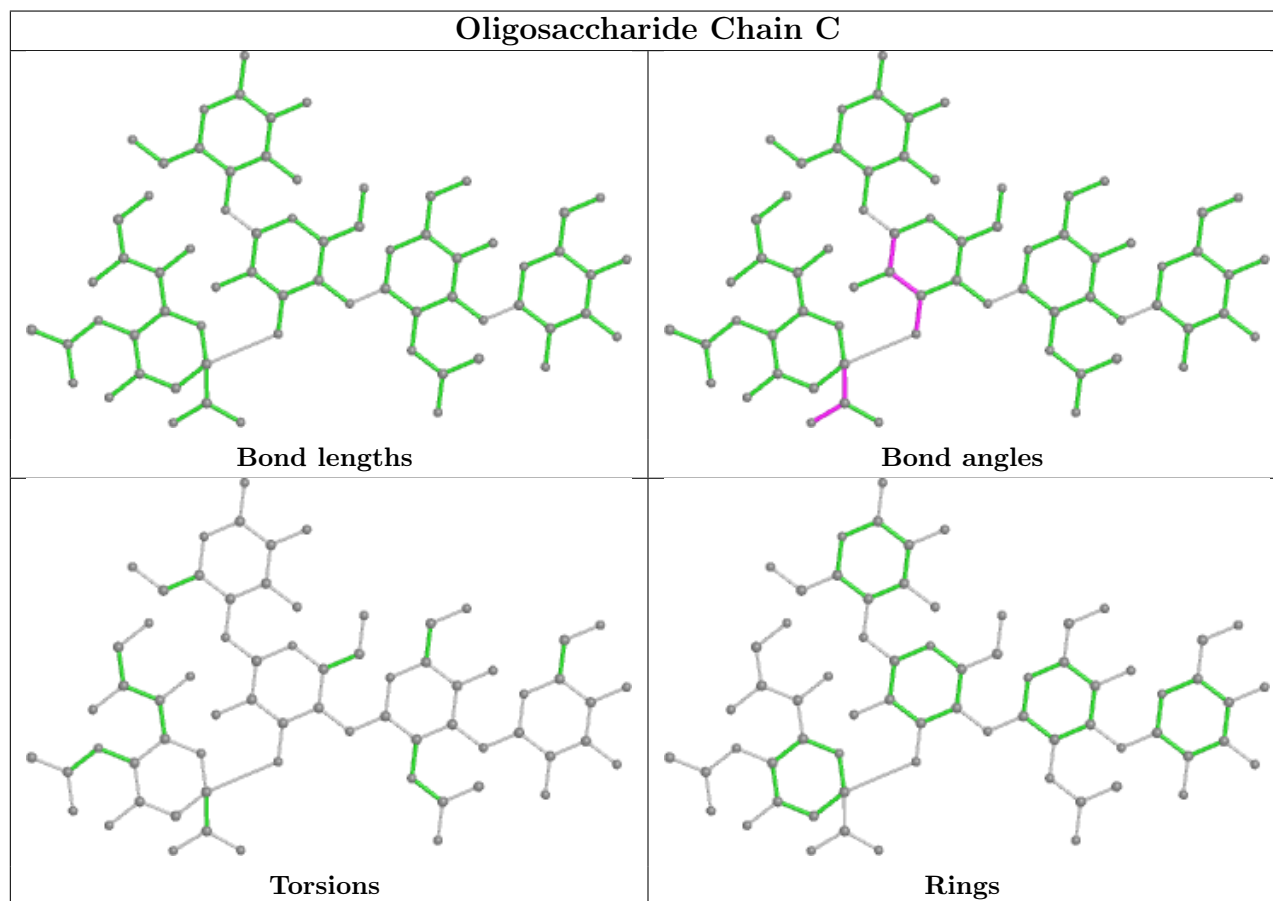 Oligosaccharide Chain C
Bond lengths
Bond angles
Torsions
Rings